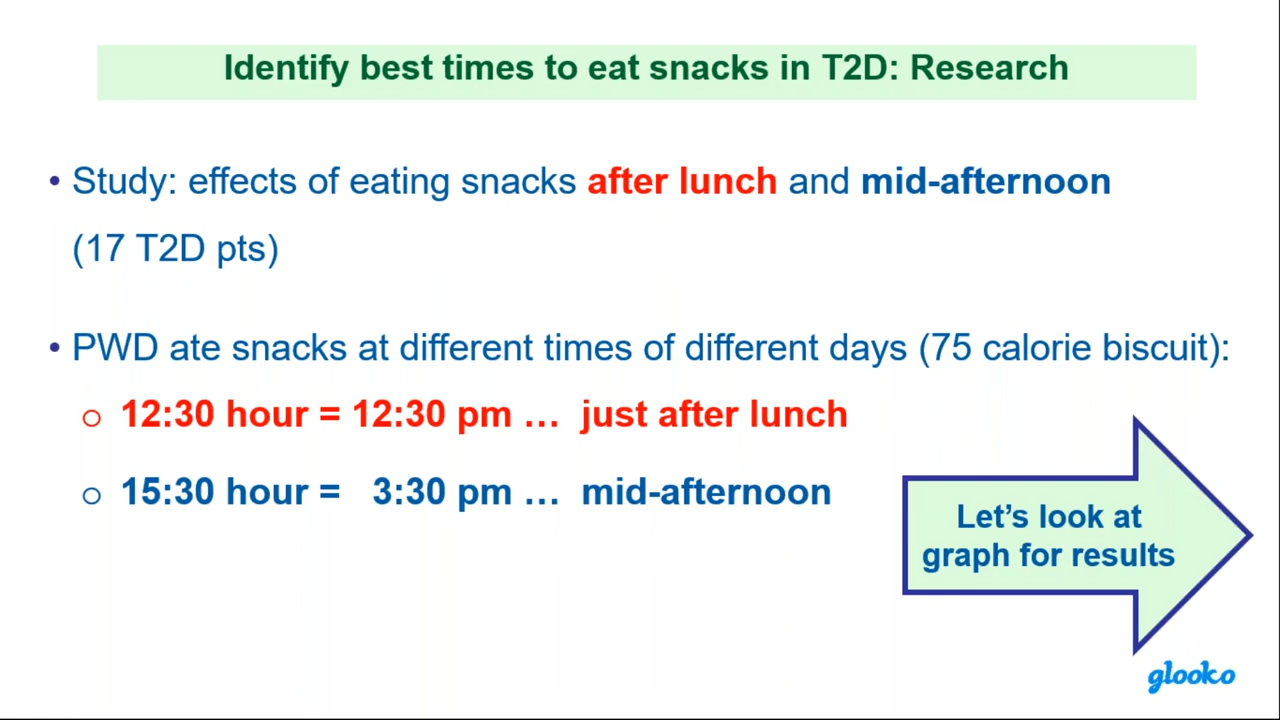 Identify best times to eat snacks in T2D: Research
• Study: effects of eating snacks after lunch and mid-afternoon
(17 T2D pts)
• PWD ate snacks at different times of different days (75 calorie biscuit):
o 12:30 hour = 12:30 pm … just after lunch
o 15:30 hour = 3:30 pm … mid-afternoon
Let’s look at
graph for results
glooko